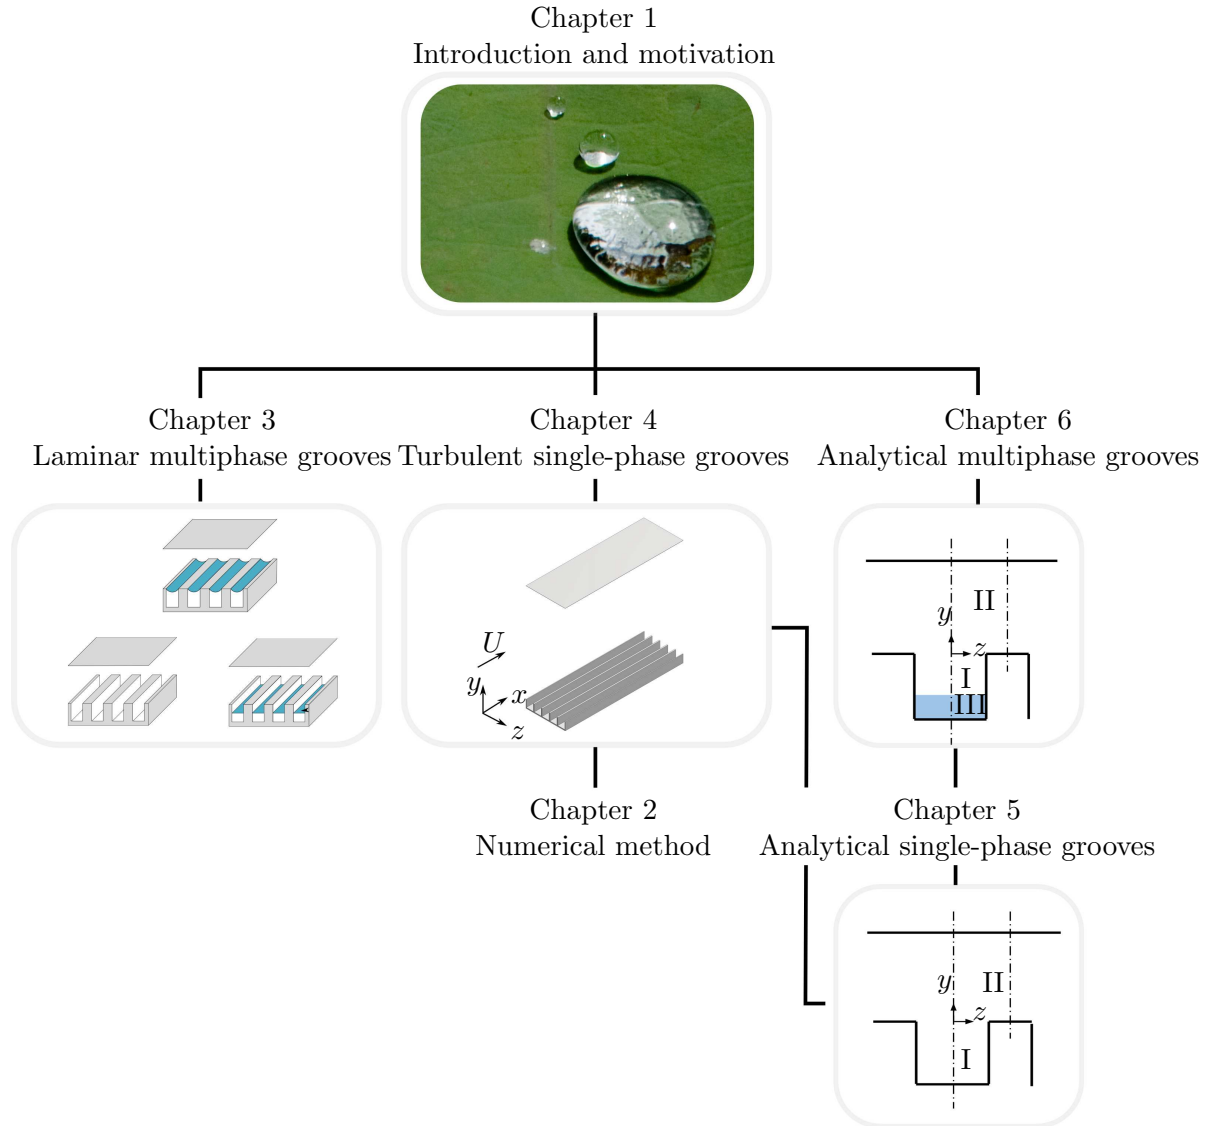 Chapter 1
Introduction and motivation
Chapter 3
Laminar multiphase grooves
Chapter 4
Turbulent single-phase grooves
Chapter 6
Analytical multiphase grooves
U
y
x
z
II
y
z
I
III
Chapter 2
Numerical method
Chapter 5
Analytical single-phase grooves
y
II
z
I